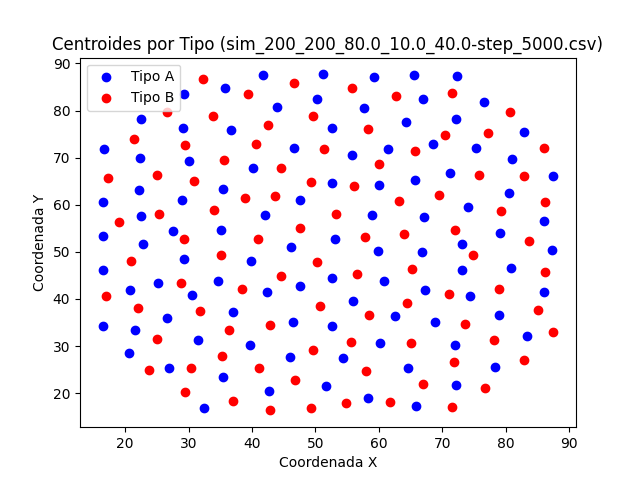 Centroides por Tipo (sim_200_200_80.0_10.0_40.0-step_5000.csv)
Tipo A
Tipo B
90
80
70
60
50
40
30
20
Coordenada Y
20 30 40 50 60 70 80 90
Coordenada X